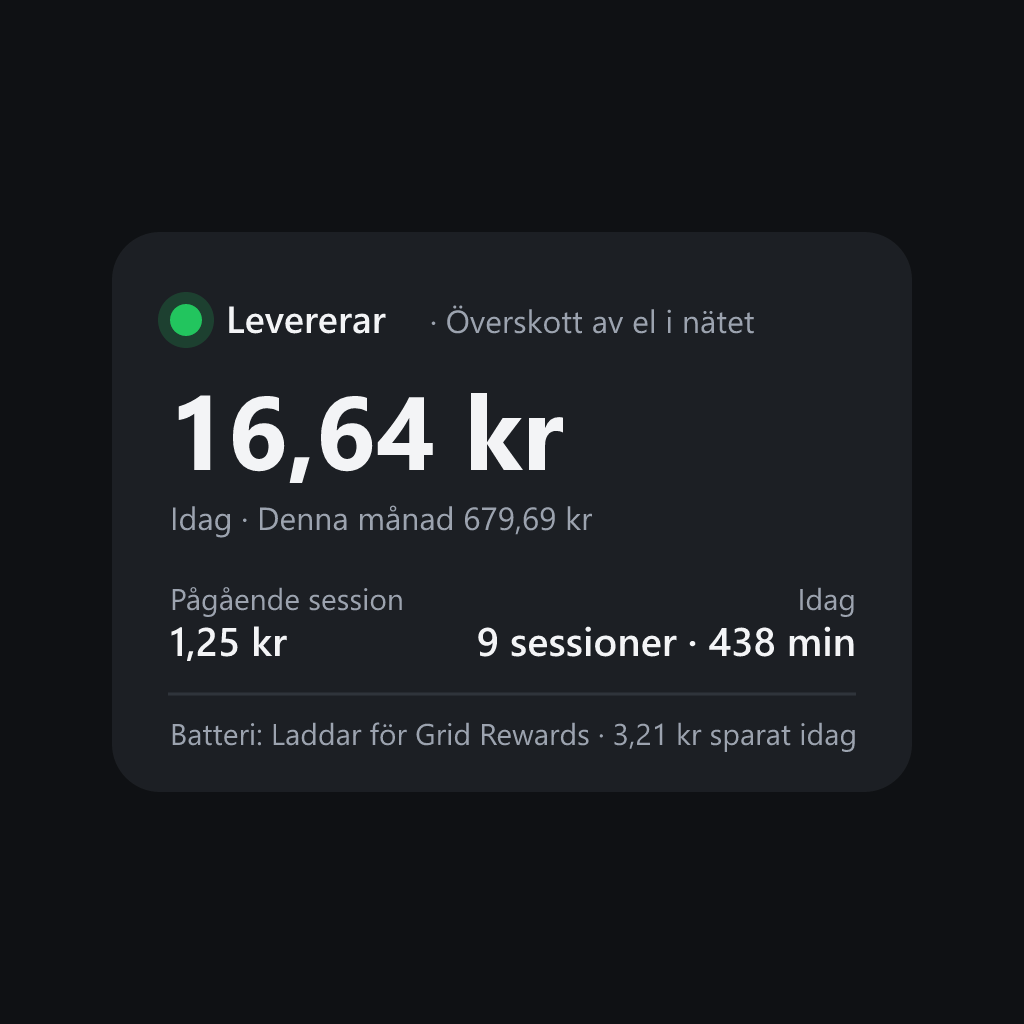 Levererar · Överskott av el i nätet
16,64 kr
Idag · Denna månad 679,69 kr
Pågående session Idag
1,25 kr 9 sessioner · 438 min
Batteri: Laddar för Grid Rewards · 3,21 kr sparat idag